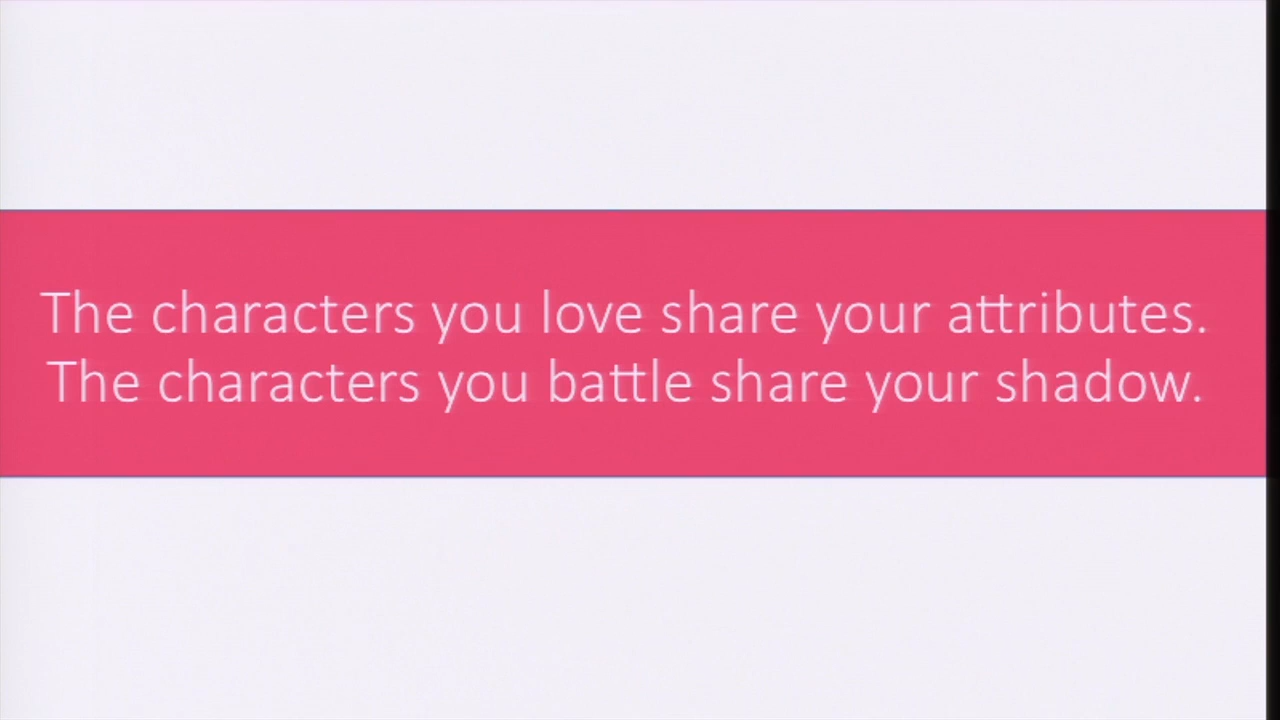 The characters you love share your attributes.
The characters you battle share your shadow.